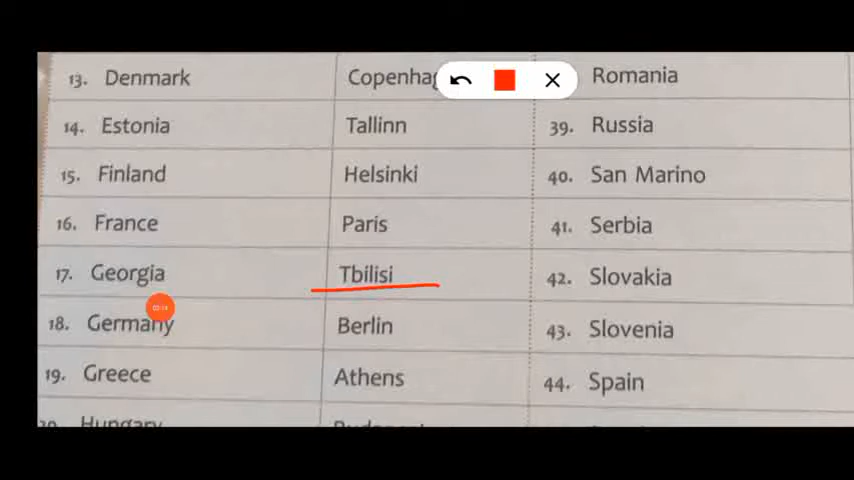 13. Denmark Copenhag Romania
14. Estonia Tallinn 39. Russia
15. Finland Helsinki 40. San Marino
16. France Paris 41. Serbia
17. Georgia Tbilisi 42. Slovakia
18. Germany Berlin 43. Slovenia
19. Greece Athens 44. Spain
Hungary